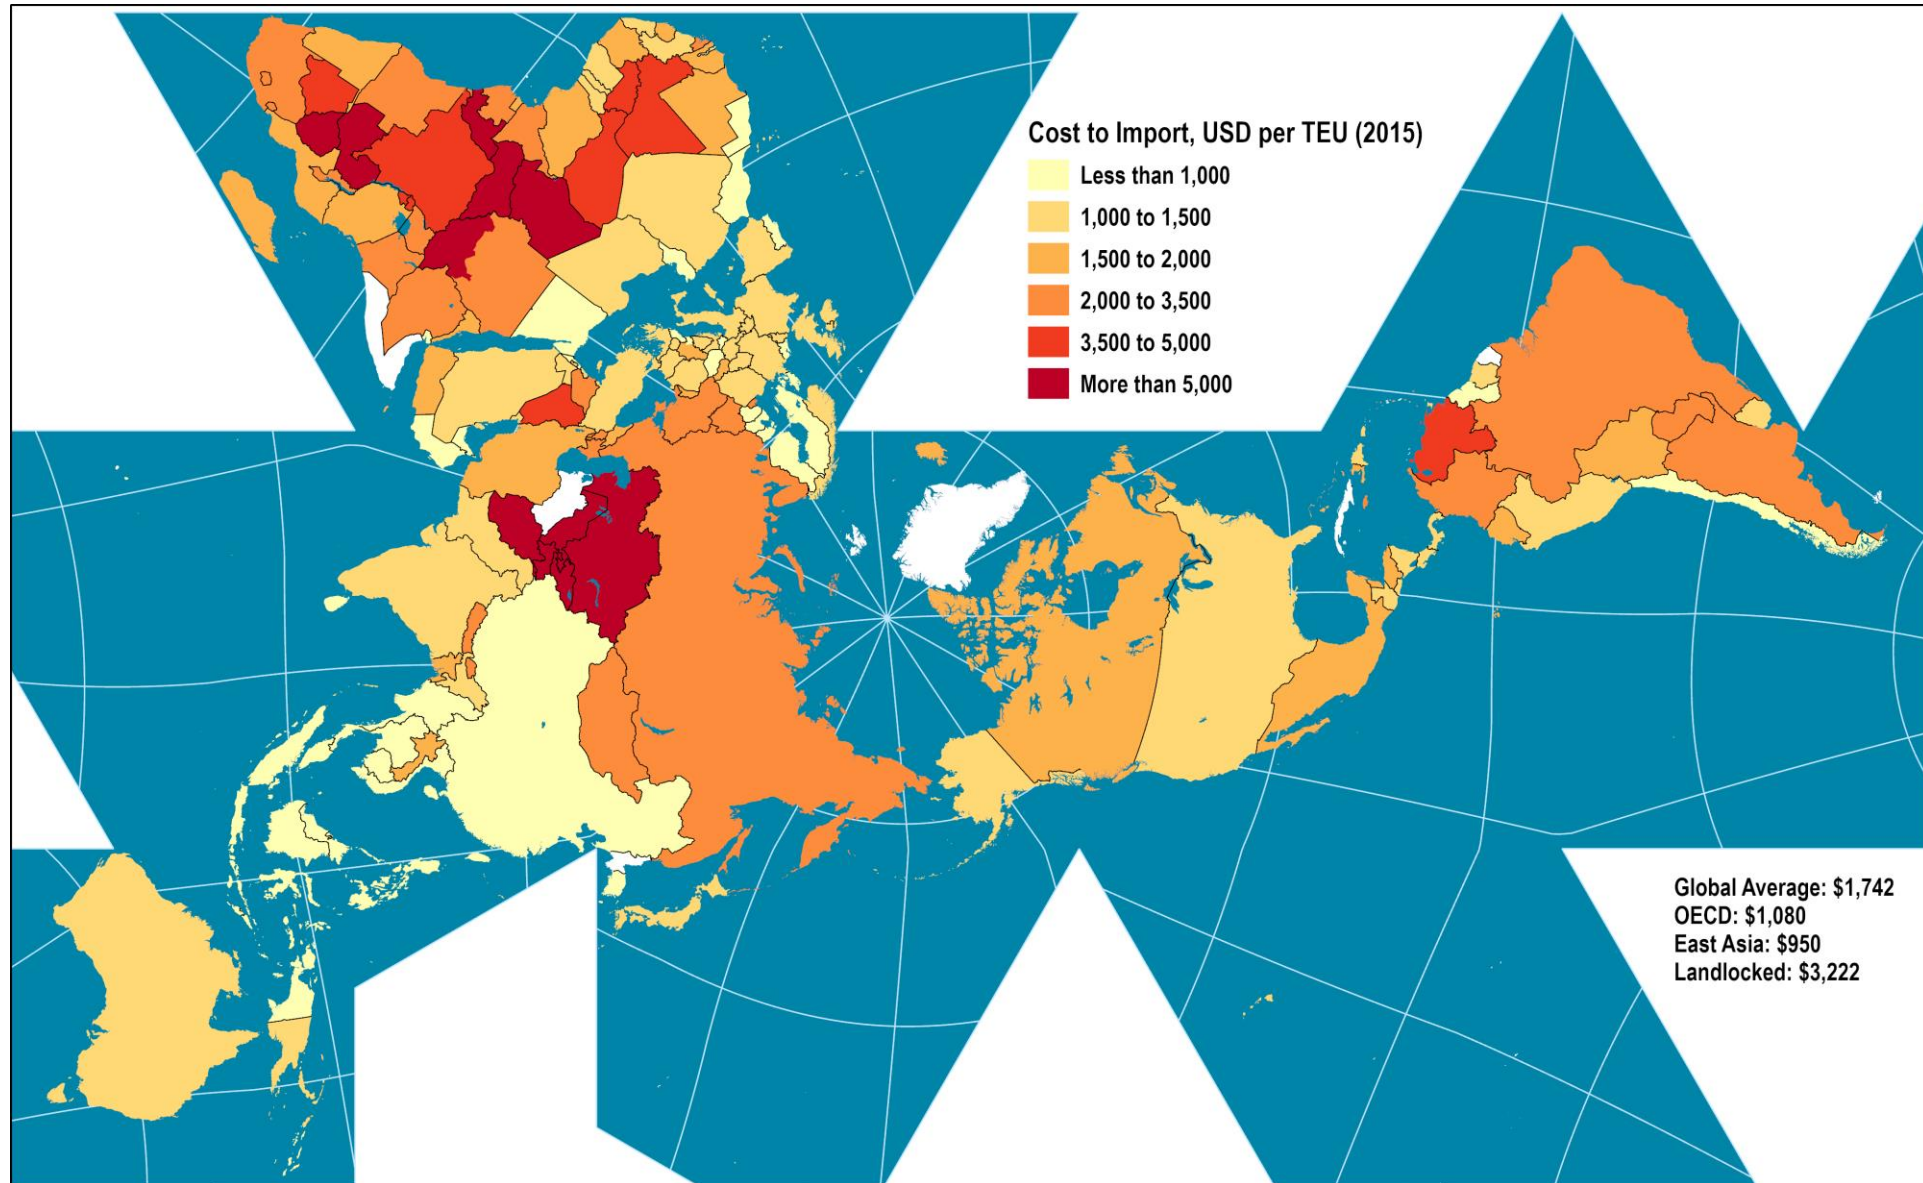 Cost to Import, USD per TEU (2015)
Less than 1,000
1,000 to 1,500
1,500 to 2,000
2,000 to 3,500
3,500 to 5,000
More than 5,000
Global Average: $1,742
OECD: $1,080
East Asia: $950
Landlocked: $3,222